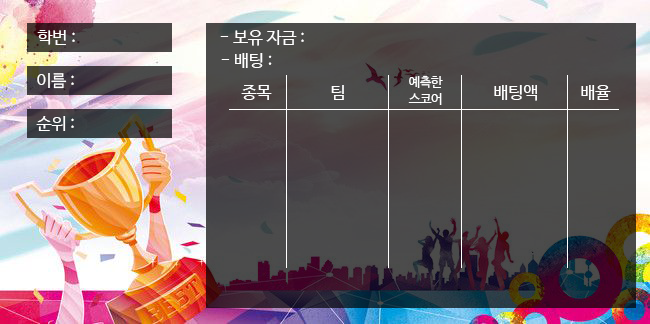 학번 :
이름 :
순위 :
- 보유 자금 :
- 배팅 :
종목 팀 예측한 스코어 배팅액 배율
BEST